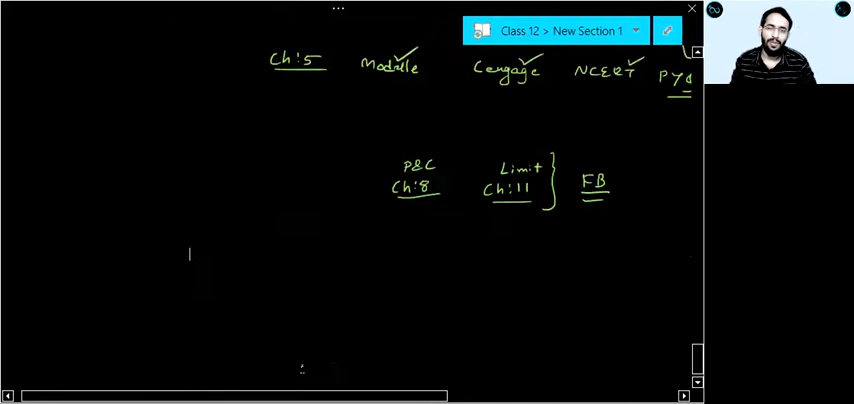 Class 12 > New Section 1
Ch:5 Module Cengage NCERT PYQ
P&C Limit
Ch:8 Ch:11 FB